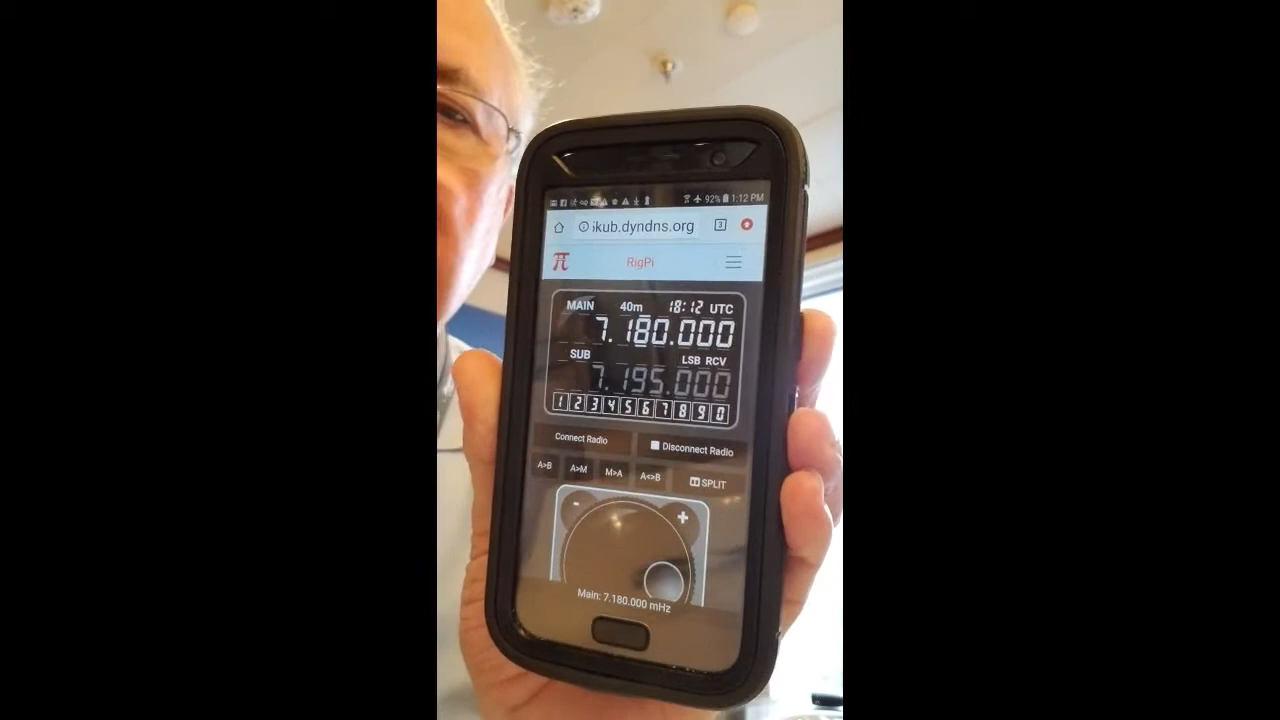 92% 1:12 PM
ikub.dyndns.org 3
π RigPi
MAIN 40m 18:12 UTC
7.180.000
SUB LSB RCV
7.195.000
1 2 3 4 5 6 7 8 9 0
Connect Radio Disconnect Radio
A>B A>M M>A A<>B SPLIT
- +
Main: 7.180.000 mHz